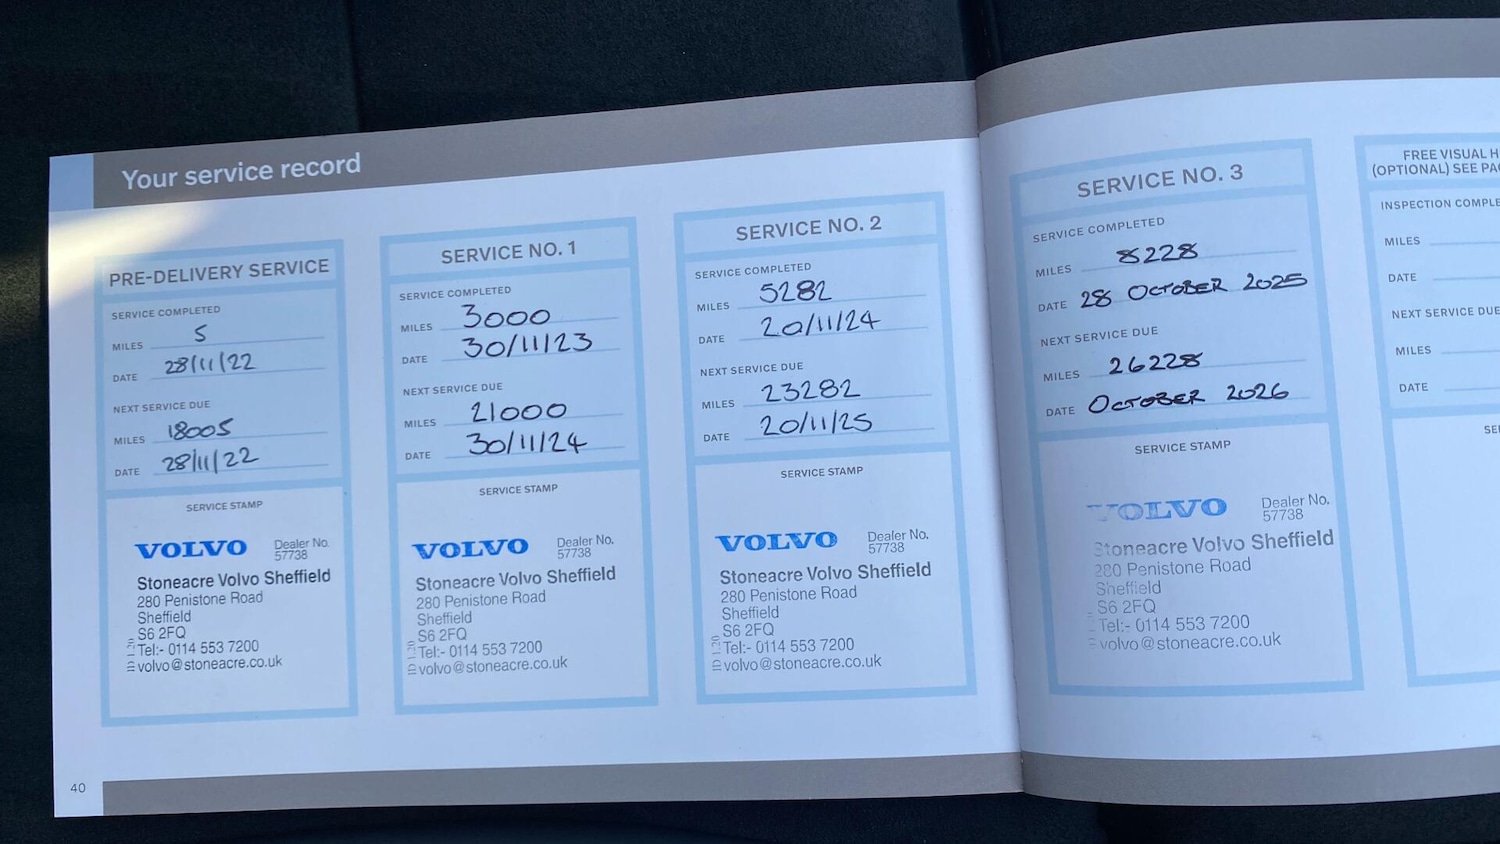 Your service record
PRE-DELIVERY SERVICE
SERVICE COMPLETED
MILES 5
DATE 28/11/22
NEXT SERVICE DUE
MILES 18005
DATE 28/11/22
SERVICE STAMP
VOLVO Dealer No.
57738
Stoneacre Volvo Sheffield
280 Penistone Road
Sheffield
S6 2FQ
Tel:- 0114 553 7200
volvo@stoneacre.co.uk
SERVICE NO. 1
SERVICE COMPLETED
MILES 3000
DATE 30/11/23
NEXT SERVICE DUE
MILES 21000
DATE 30/11/24
SERVICE STAMP
VOLVO Dealer No.
57738
Stoneacre Volvo Sheffield
280 Penistone Road
Sheffield
S6 2FQ
Tel:- 0114 553 7200
volvo@stoneacre.co.uk
SERVICE NO. 2
SERVICE COMPLETED
MILES 5282
DATE 20/11/24
NEXT SERVICE DUE
MILES 23282
DATE 20/11/25
SERVICE STAMP
VOLVO Dealer No.
57738
Stoneacre Volvo Sheffield
280 Penistone Road
Sheffield
S6 2FQ
Tel:- 0114 553 7200
volvo@stoneacre.co.uk
SERVICE NO. 3
SERVICE COMPLETED
MILES 8228
DATE 28 OCTOBER 2025
NEXT SERVICE DUE
MILES 26228
DATE OCTOBER 2026
SERVICE STAMP
VOLVO Dealer No.
57738
Stoneacre Volvo Sheffield
280 Penistone Road
Sheffield
S6 2FQ
Tel:- 0114 553 7200
volvo@stoneacre.co.uk
FREE VISUAL H
(OPTIONAL) SEE PA
INSPECTION COMPLE
MILES
DATE
NEXT SERVICE DUE
MILES
DATE
SE
40